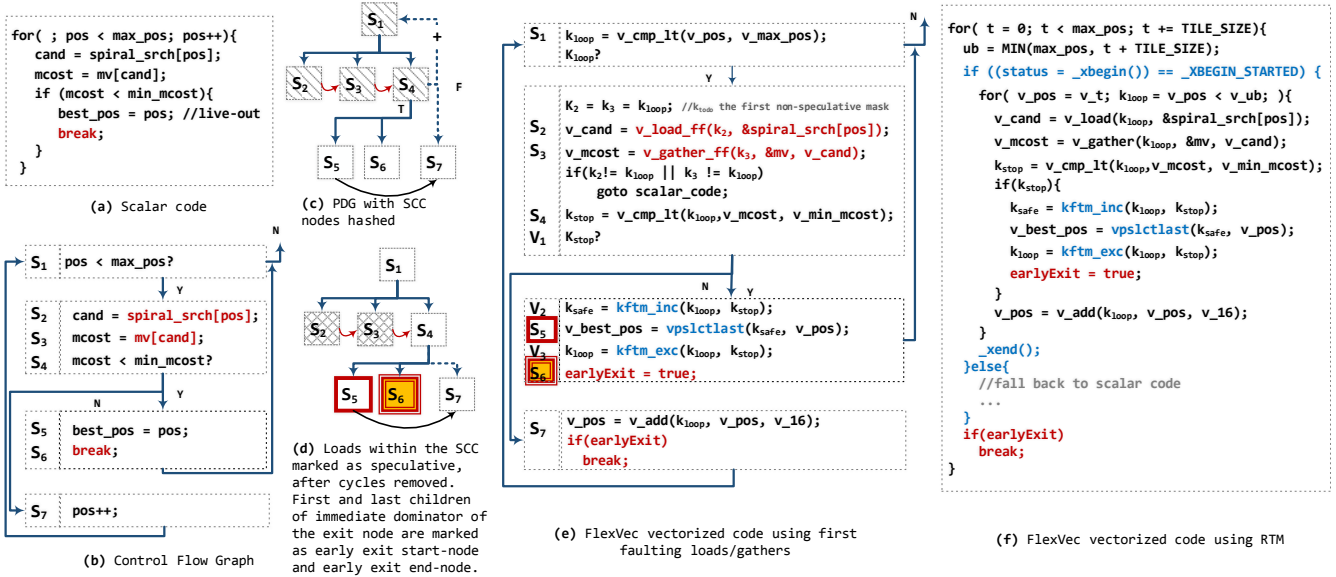 for( ; pos < max_pos; pos++){
cand = spiral_srch[pos];
mcost = mv[cand];
if (mcost < min_mcost){
best_pos = pos; //live-out
break;
}
}
(a) Scalar code
S1 pos < max_pos?
N
Y
S2 cand = spiral_srch[pos];
S3 mcost = mv[cand];
S4 mcost < min_mcost?
N Y
S5 best_pos = pos;
S6 break;
S7 pos++;
(b) Control Flow Graph
S1
+
S2 S3 S4
F
T
S5 S6 S7
(c) PDG with SCC
nodes hashed
S1
S2 S3 S4
S5 S6 S7
(d) Loads within the SCC
marked as speculative,
after cycles removed.
First and last children
of immediate dominator of
the exit node are marked
as early exit start-node
and early exit end-node.
N
S1 kloop = v_cmp_lt(v_pos, v_max_pos);
Kloop?
Y
K2 = k3 = kloop; //ktodo the first non-speculative mask
S2 v_cand = v_load_ff(k2, &spiral_srch[pos]);
S3 v_mcost = v_gather_ff(k3, &mv, v_cand);
if(k2!= kloop || k3 != kloop)
goto scalar_code;
S4 kstop = v_cmp_lt(kloop,v_mcost, v_min_mcost);
V1 Kstop?
N Y
V2 ksafe = kftm_inc(kloop, kstop);
S5 v_best_pos = vpslctlast(ksafe, v_pos);
V3 kloop = kftm_exc(kloop, kstop);
S6 earlyExit = true;
S7 v_pos = v_add(kloop, v_pos, v_16);
if(earlyExit)
break;
(e) FlexVec vectorized code using first
faulting loads/gathers
for( t = 0; t < max_pos; t += TILE_SIZE){
ub = MIN(max_pos, t + TILE_SIZE);
if ((status = _xbegin()) == _XBEGIN_STARTED) {
for( v_pos = v_t; kloop = v_pos < v_ub; ){
v_cand = v_load(kloop, &spiral_srch[pos]);
v_mcost = v_gather(kloop, &mv, v_cand);
kstop = v_cmp_lt(kloop,v_mcost, v_min_mcost);
if(kstop){
ksafe = kftm_inc(kloop, kstop);
v_best_pos = vpslctlast(ksafe, v_pos);
kloop = kftm_exc(kloop, kstop);
earlyExit = true;
}
v_pos = v_add(kloop, v_pos, v_16);
}
_xend();
}else{
//fall back to scalar code
...
}
if(earlyExit)
break;
}
(f) FlexVec vectorized code using RTM